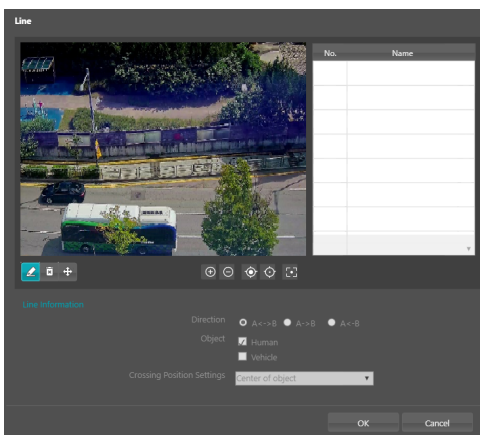 Line
No. Name
Line Information
Direction A<->B A->B A<-B
Object Human
Vehicle
Crossing Position Settings Center of object
OK Cancel